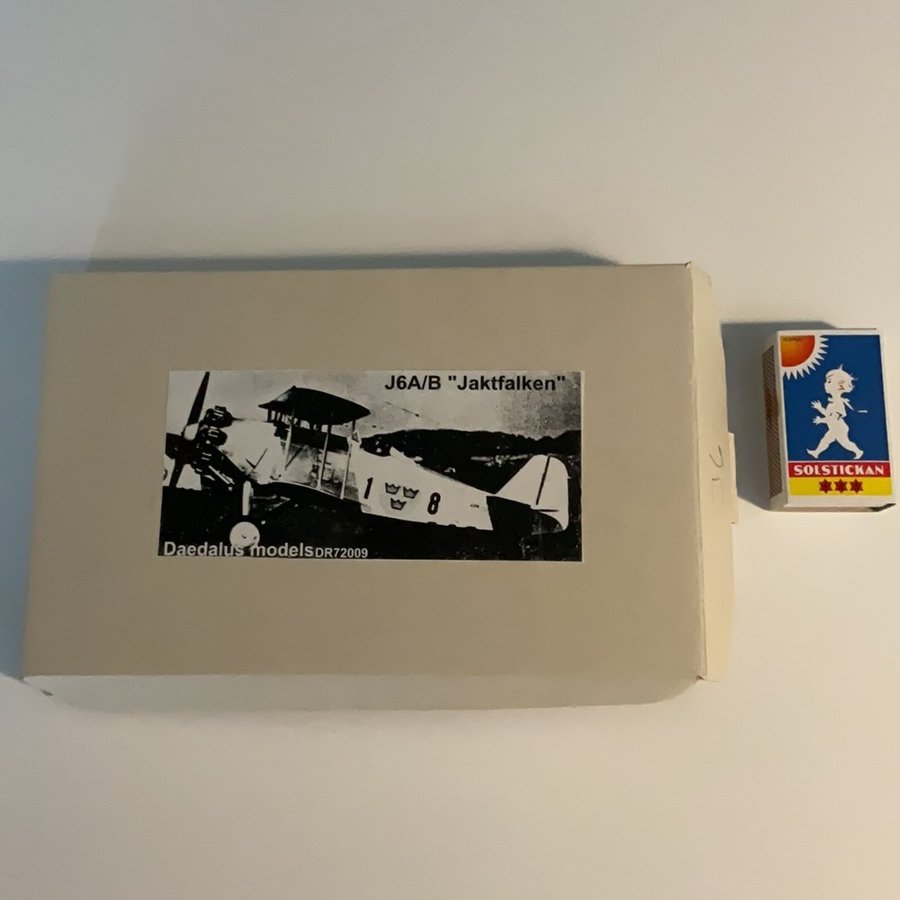 J6A/B "Jaktfalken"
1 8
Daedalus models DR72009
SOLSTICKAN